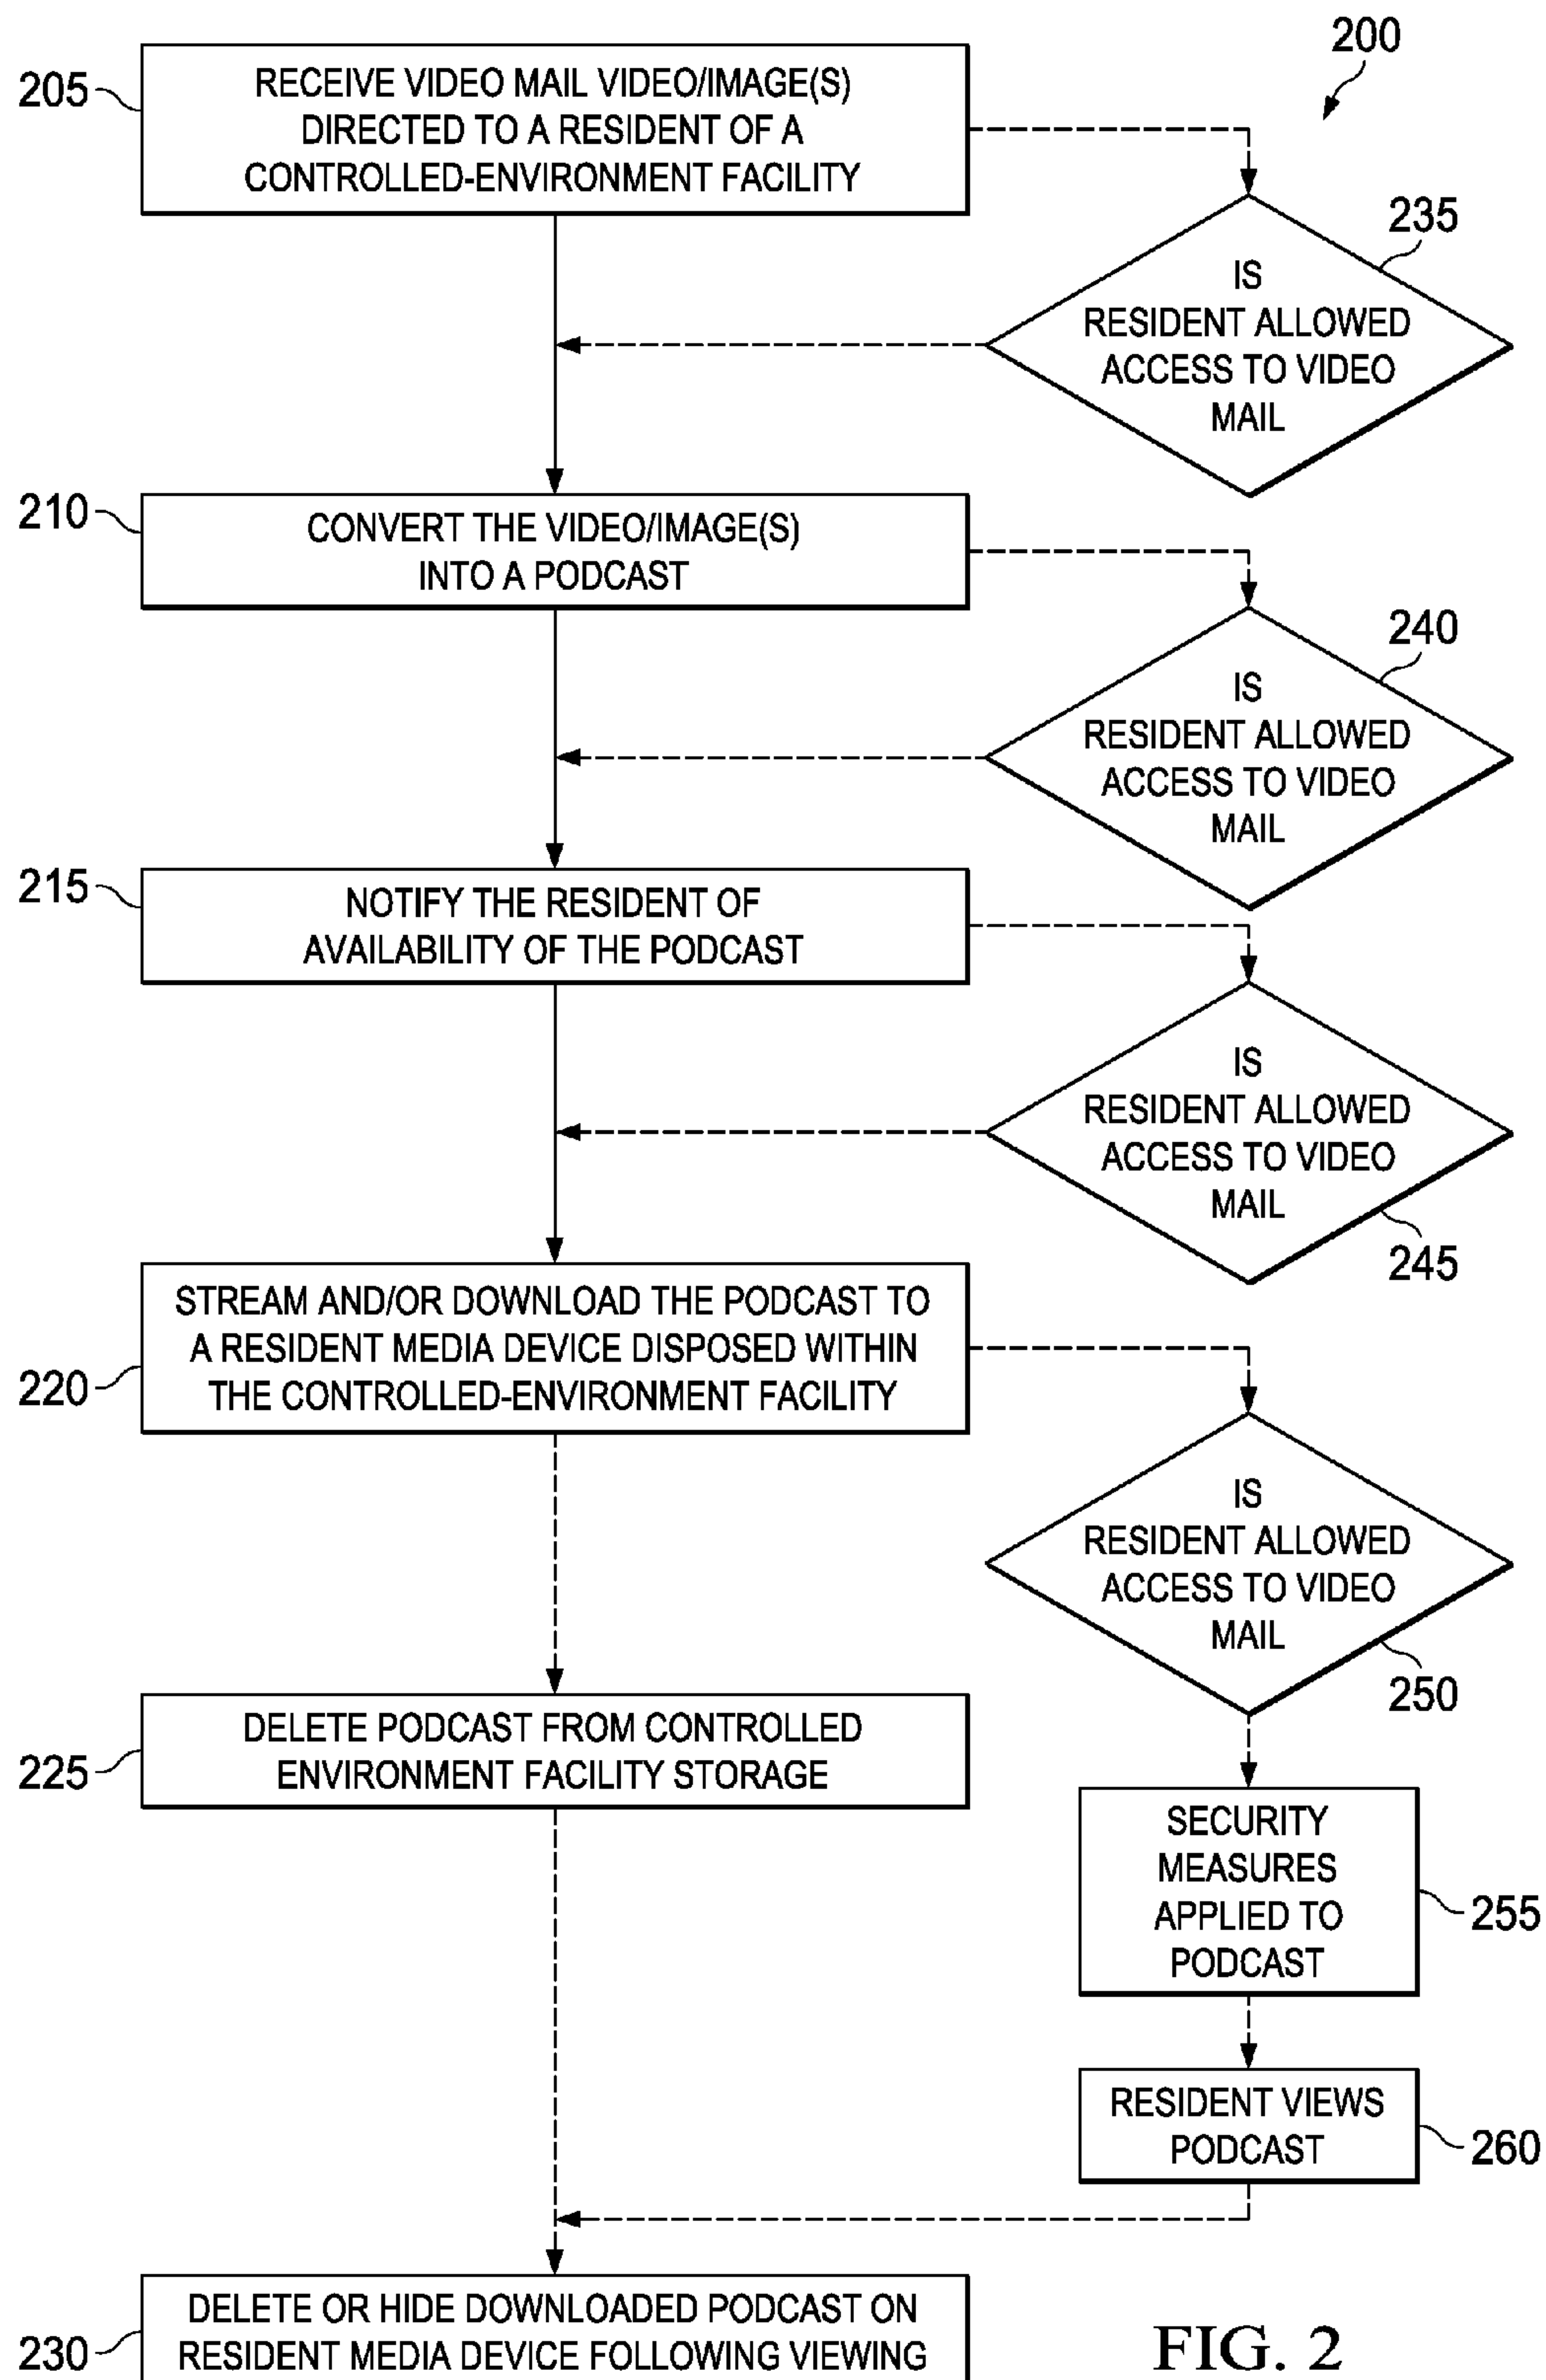 200
205
RECEIVE VIDEO MAIL VIDEO/IMAGE(S)
DIRECTED TO A RESIDENT OF A
CONTROLLED-ENVIRONMENT FACILITY
235
IS
RESIDENT ALLOWED
ACCESS TO VIDEO
MAIL
210
CONVERT THE VIDEO/IMAGE(S)
INTO A PODCAST
240
IS
RESIDENT ALLOWED
ACCESS TO VIDEO
MAIL
215
NOTIFY THE RESIDENT OF
AVAILABILITY OF THE PODCAST
IS
RESIDENT ALLOWED
ACCESS TO VIDEO
MAIL
245
220
STREAM AND/OR DOWNLOAD THE PODCAST TO
A RESIDENT MEDIA DEVICE DISPOSED WITHIN
THE CONTROLLED-ENVIRONMENT FACILITY
IS
RESIDENT ALLOWED
ACCESS TO VIDEO
MAIL
250
225
DELETE PODCAST FROM CONTROLLED
ENVIRONMENT FACILITY STORAGE
SECURITY
MEASURES
APPLIED TO
PODCAST
255
RESIDENT VIEWS
PODCAST
260
230
DELETE OR HIDE DOWNLOADED PODCAST ON
RESIDENT MEDIA DEVICE FOLLOWING VIEWING
FIG. 2